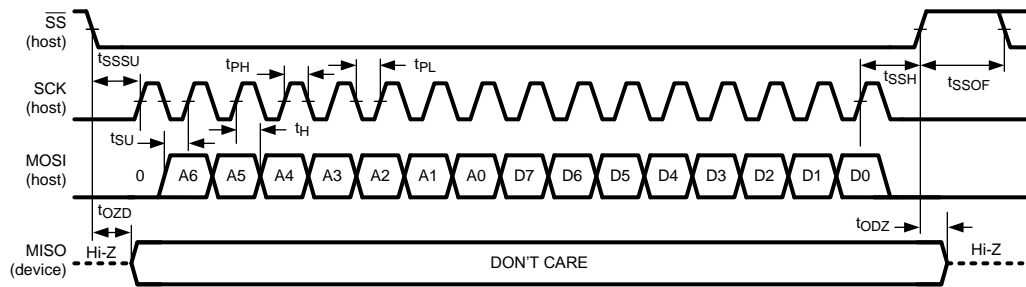 SS
(host)
tSSSU
tPH
tPL
tSSH
tSSOF
SCK
(host)
tSU
tH
MOSI
(host)
0 A6 A5 A4 A3 A2 A1 A0 D7 D6 D5 D4 D3 D2 D1 D0
tOZD
tODZ
MISO
(device)
Hi-Z
DON'T CARE
Hi-Z